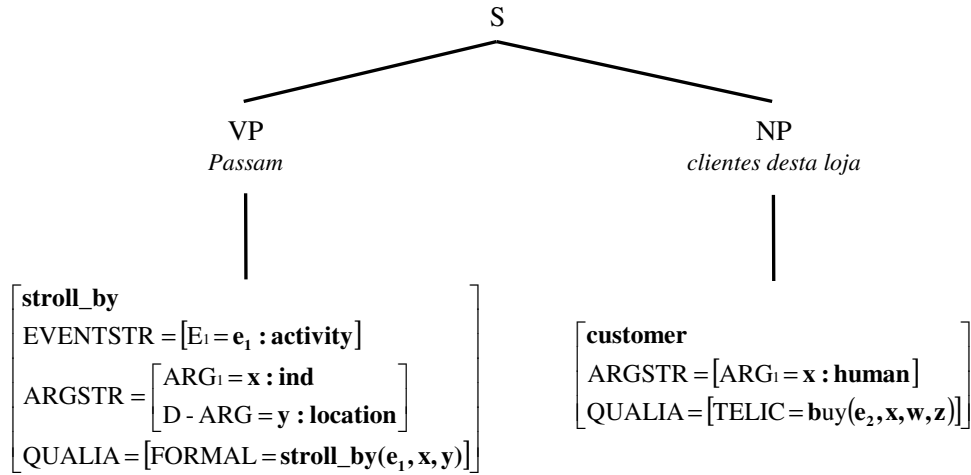 S
VP
Passam
NP
clientes desta loja
stroll_by
EVENTSTR = [E1 = e1 : activity]
ARGSTR = [ARG1 = x : ind
D - ARG = y : location]
QUALIA = [FORMAL = stroll_by(e1, x, y)]
customer
ARGSTR = [ARG1 = x : human]
QUALIA = [TELIC = buy(e2, x, w, z)]